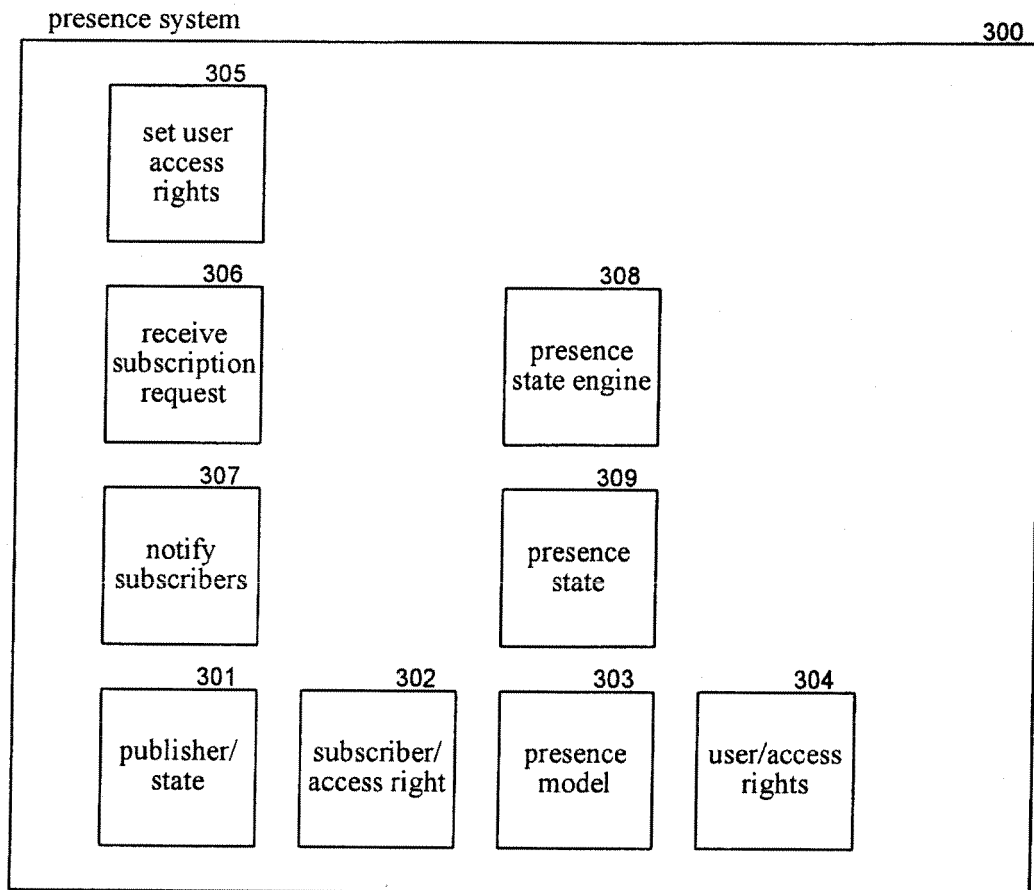 presence system
300
305
set user
access
rights
306
receive
subscription
request
308
presence
state engine
307
notify
subscribers
309
presence
state
301
publisher/
state
302
subscriber/
access right
303
presence
model
304
user/access
rights